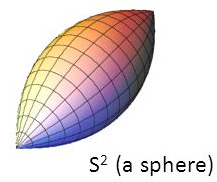 S² (a sphere)